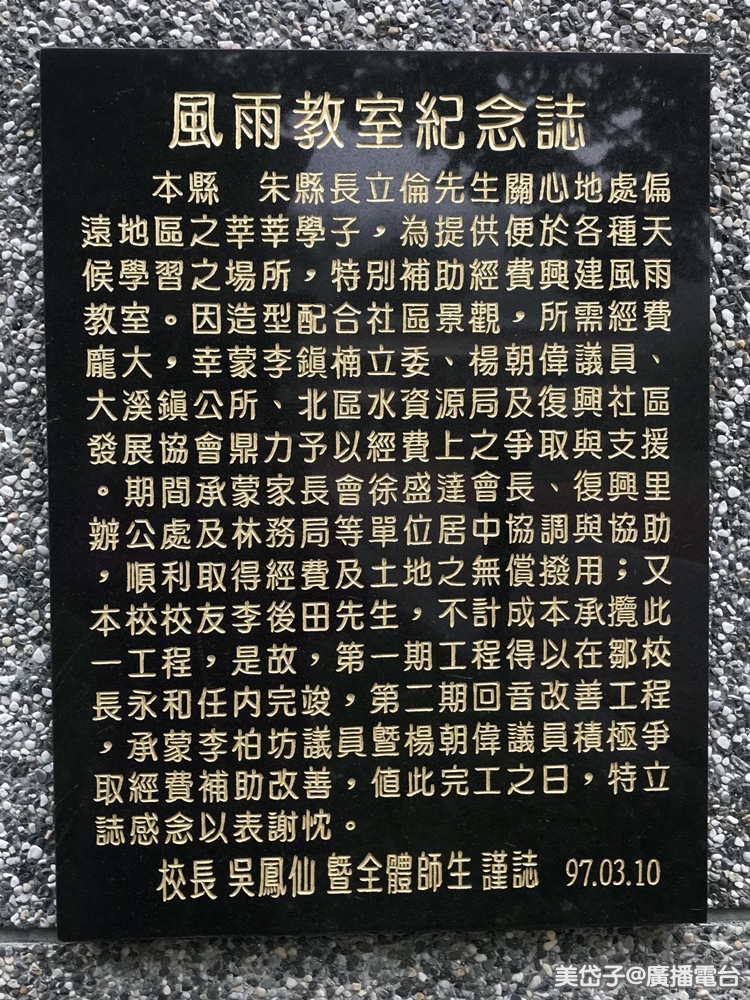 風雨教室紀念誌
本縣　朱縣長立倫先生關心地處偏
遠地區之莘莘學子，為提供便於各種天
候學習之場所，特別補助經費興建風雨
教室。因造型配合社區景觀，所需經費
龐大，幸蒙李鎮楠立委、楊朝偉議員、
大溪鎮公所、北區水資源局及復興社區
發展協會鼎力予以經費上之爭取與支援
。期間承蒙家長會徐盛達會長、復興里
辦公處及林務局等單位居中協調與協助
，順利取得經費及土地之無償撥用；又
本校校友李後田先生，不計成本承攬此
一工程，是故，第一期工程得以在鄒校
長永和任内完竣，第二期回音改善工程
，承蒙李柏坊議員暨楊朝偉議員積極爭
取經費補助改善，值此完工之日，特立
誌感念以表謝忱。
校長 吳鳳仙 暨全體師生 謹誌 97.03.10
美岱子@廣播電台